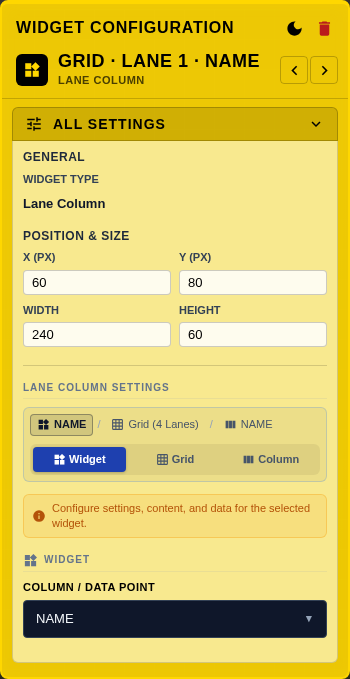 WIDGET CONFIGURATION
GRID · LANE 1 · NAME
LANE COLUMN
ALL SETTINGS
GENERAL
WIDGET TYPE
Lane Column
POSITION & SIZE
X (PX) Y (PX)
60 80
WIDTH HEIGHT
240 60
LANE COLUMN SETTINGS
NAME / Grid (4 Lanes) / NAME
Widget Grid Column
Configure settings, content, and data for the selected
widget.
WIDGET
COLUMN / DATA POINT
NAME